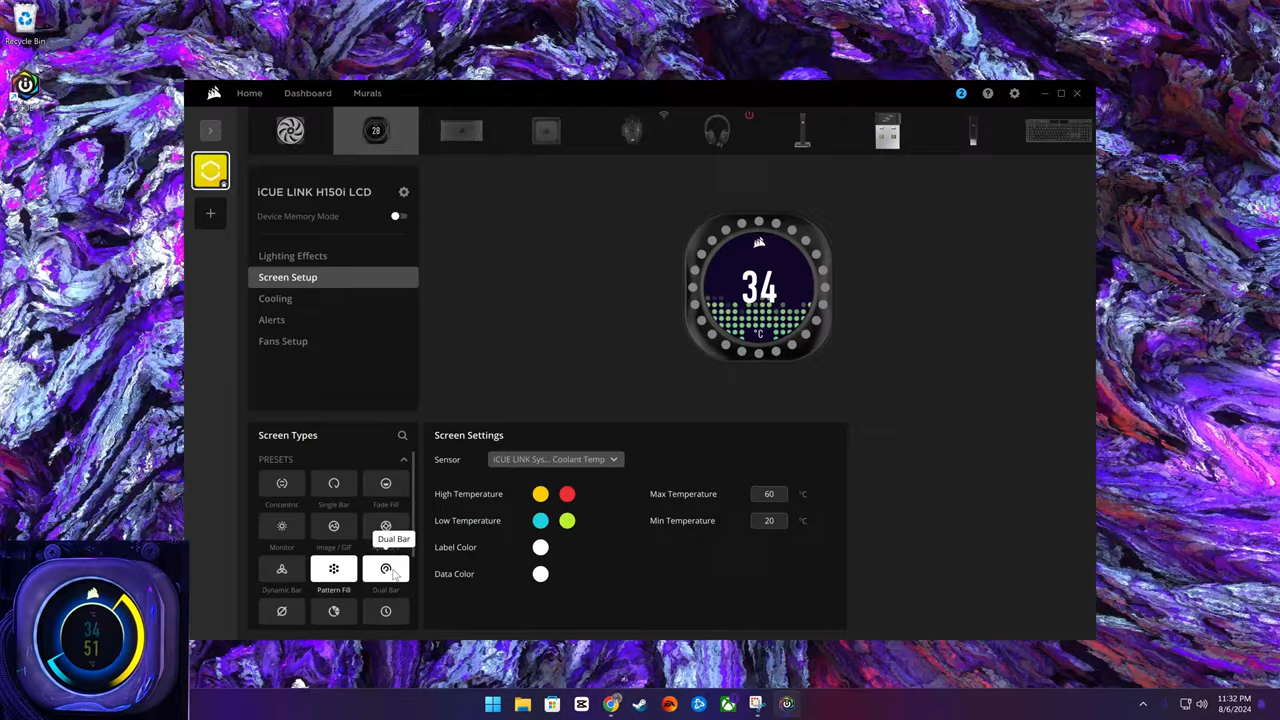 Recycle Bin
Home
Dashboard
Murals
2
28
iCUE LINK H150i LCD
Device Memory Mode
Lighting Effects
Screen Setup
Cooling
Alerts
Fans Setup
34
°C
Screen Types
PRESETS
Concentric
Single Bar
Fade Fill
Monitor
Image / GIF
Dual Bar
Dynamic Bar
Pattern Fill
Dual Bar
Screen Settings
Sensor
iCUE LINK Sys... Coolant Temp
High Temperature
Low Temperature
Label Color
Data Color
Max Temperature
60
°C
Min Temperature
20
°C
°C
34
51
°C
11:32 PM
8/6/2024